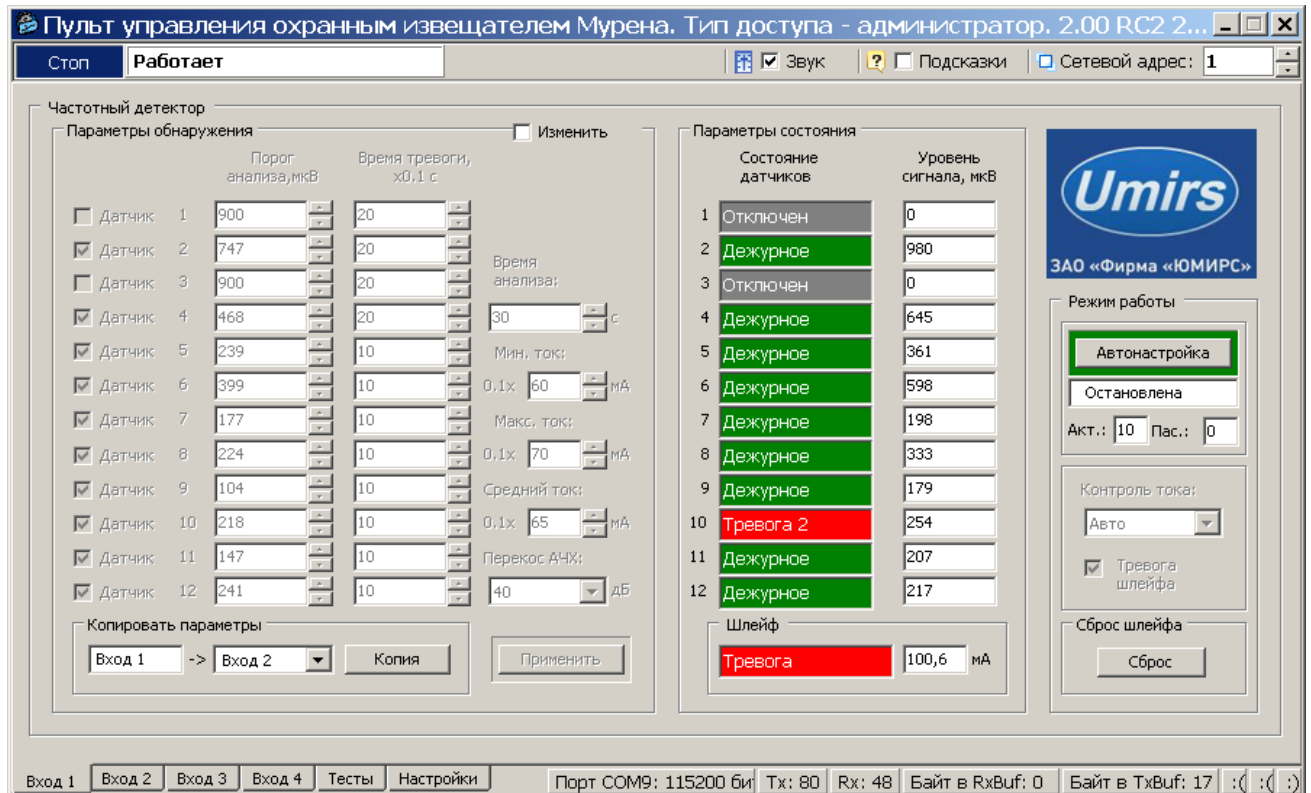 Пульт управления охранным извещателем Мурена. Тип доступа - администратор. 2.00 RC2 2...
Стоп Работает Звук Подсказки Сетевой адрес: 1
Частотный детектор
Параметры обнаружения Изменить
Порог анализа,мкВ
Время тревоги, x0.1 с
Датчик 1 900 20
Датчик 2 747 20
Датчик 3 900 20
Датчик 4 468 20
Датчик 5 239 10
Датчик 6 399 10
Датчик 7 177 10
Датчик 8 224 10
Датчик 9 104 10
Датчик 10 218 10
Датчик 11 147 10
Датчик 12 241 10
Время
анализа:
30 с
Мин. ток:
0.1x 60 мА
Макс. ток:
0.1x 70 мА
Средний ток:
0.1x 65 мА
Перекос АЧХ:
40 дБ
Копировать параметры
Вход 1 -> Вход 2 Копия
Применить
Параметры состояния
Состояние датчиков
Уровень сигнала, мкВ
1 Отключен 0
2 Дежурное 980
3 Отключен 0
4 Дежурное 645
5 Дежурное 361
6 Дежурное 598
7 Дежурное 198
8 Дежурное 333
9 Дежурное 179
10 Тревога 2 254
11 Дежурное 207
12 Дежурное 217
Шлейф
Тревога 100,6 мА
Umirs
ЗАО «Фирма «ЮМИРС»
Режим работы
Автонастройка
Остановлена
Акт.: 10 Пас.: 0
Контроль тока:
Авто
Тревога
шлейфа
Сброс шлейфа
Сброс
Вход 1 Вход 2 Вход 3 Вход 4 Тесты Настройки
Порт COM9: 115200 би Tx: 80 Rx: 48 Байт в RxBuf: 0 Байт в TxBuf: 17 :( :( :)